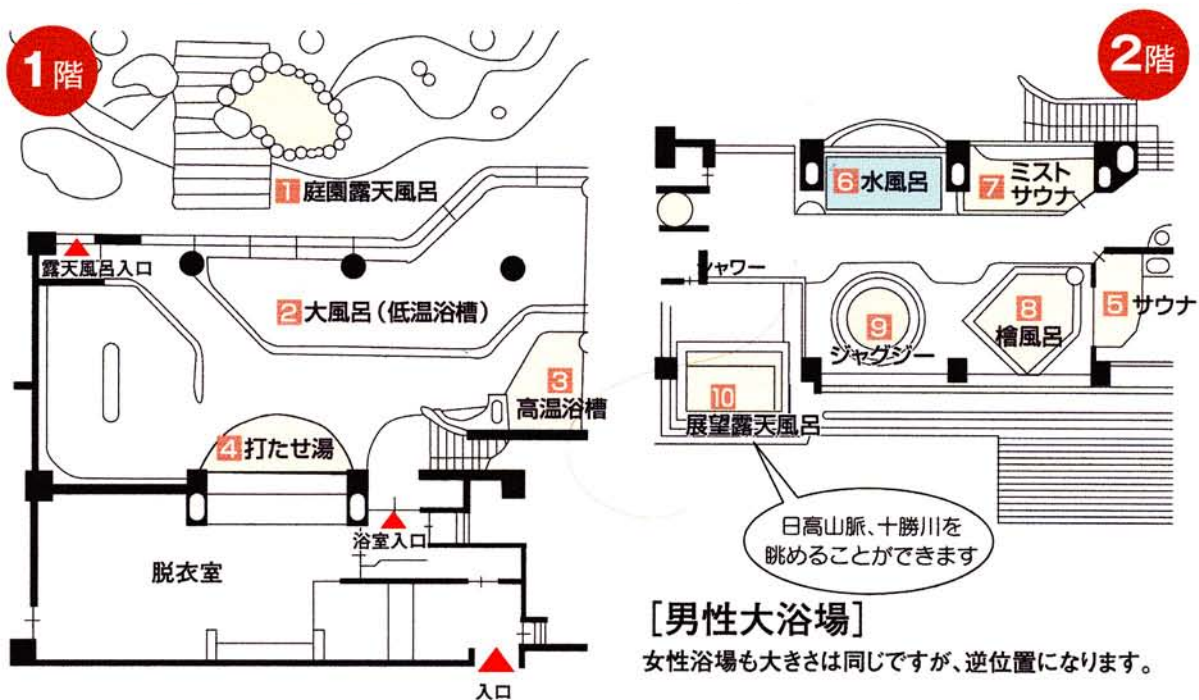 1階
1 庭園露天風呂
露天風呂入口
2 大風呂(低温浴槽)
3
高温浴槽
4 打たせ湯
浴室入口
脱衣室
入口
2階
6 水風呂
7 ミスト
サウナ
シャワー
5 サウナ
8
檜風呂
9
ジャグジー
10
展望露天風呂
日高山脈、十勝川を
眺めることができます
[男性大浴場]
女性浴場も大きさは同じですが、逆位置になります。